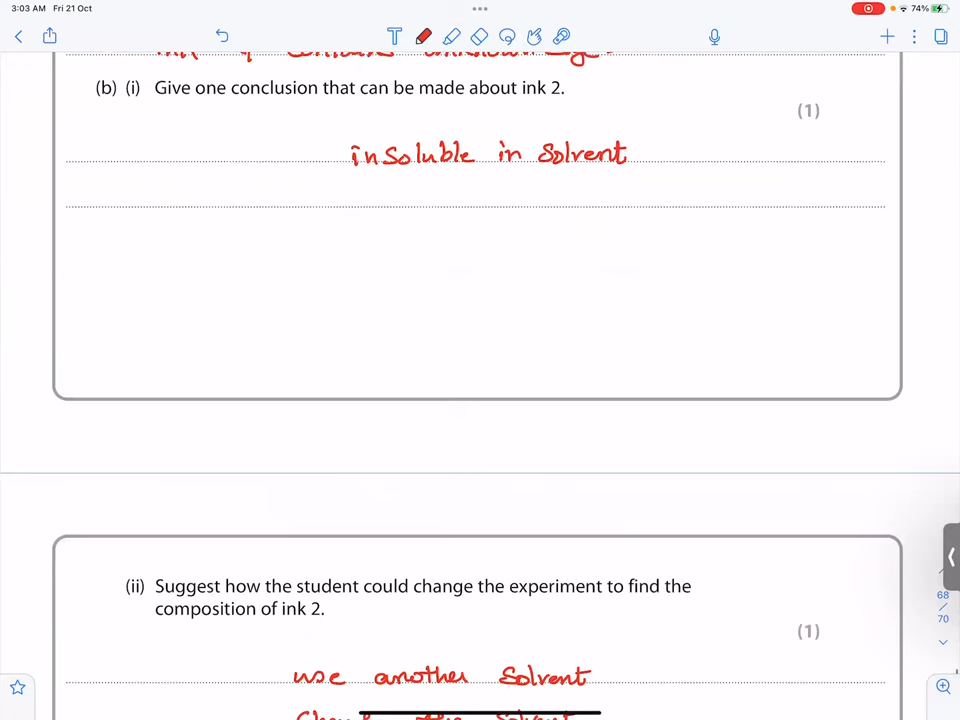 3:03 AM Fri 21 Oct
74%
(b) (i) Give one conclusion that can be made about ink 2.
(1)
insoluble in solvent
(ii) Suggest how the student could change the experiment to find the
composition of ink 2.
(1)
68
/
70
use another solvent